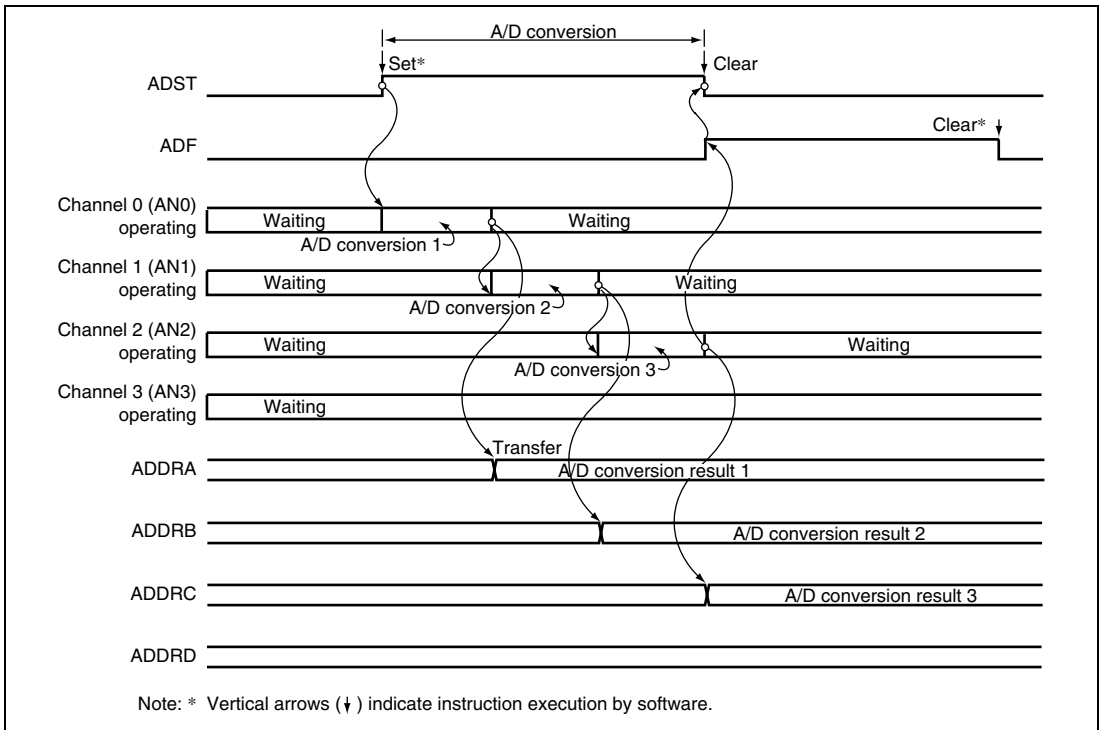 A/D conversion
Set*
Clear
ADST
Clear*
ADF
Channel 0 (AN0)
operating
Waiting
Waiting
A/D conversion 1
Channel 1 (AN1)
operating
Waiting
Waiting
A/D conversion 2
Channel 2 (AN2)
operating
Waiting
Waiting
A/D conversion 3
Channel 3 (AN3)
operating
Waiting
Transfer
ADDRA
A/D conversion result 1
ADDRB
A/D conversion result 2
ADDRC
A/D conversion result 3
ADDRD
Note: * Vertical arrows (↓) indicate instruction execution by software.